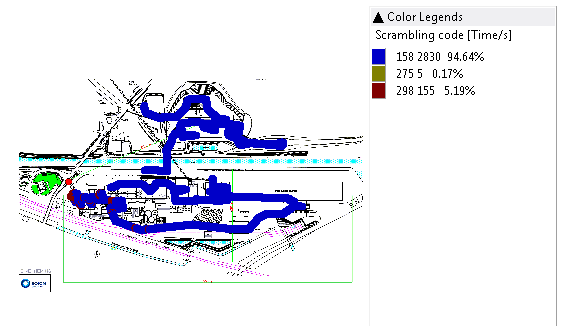 Color Legends
Scrambling code [Time/s]
158 2830 94.64%
275 5 0.17%
298 155 5.19%